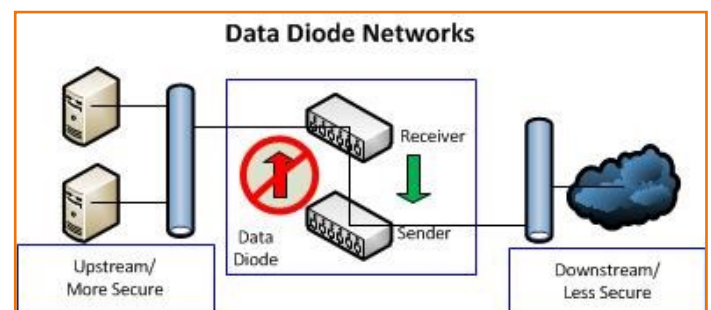 Data Diode Networks
Receiver
Sender
Data
Diode
Upstream/
More Secure
Downstream/
Less Secure